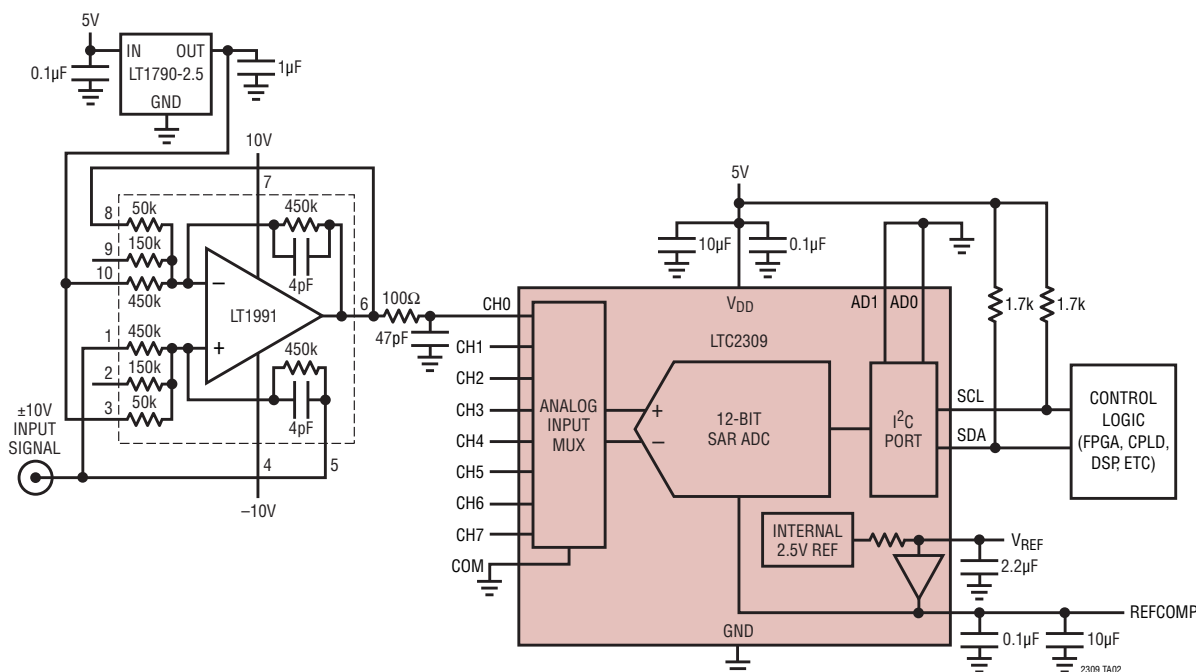 5V
IN OUT
LT1790-2.5
GND
0.1µF
1µF
10V
7
8
50k
9
150k
10
450k
450k
4pF
LT1991
–
+
1
450k
2
150k
3
50k
450k
4pF
±10V
INPUT
SIGNAL
4
5
–10V
6
100Ω
47pF
5V
10µF
0.1µF
VDD
AD1
AD0
1.7k
1.7k
LTC2309
CH0
CH1
CH2
CH3
CH4
CH5
CH6
CH7
COM
ANALOG
INPUT
MUX
+
–
12-BIT
SAR ADC
I2C
PORT
SCL
SDA
CONTROL
LOGIC
(FPGA, CPLD,
DSP, ETC)
INTERNAL
2.5V REF
VREF
2.2µF
REFCOMP
GND
0.1µF
10µF
2309 TA02